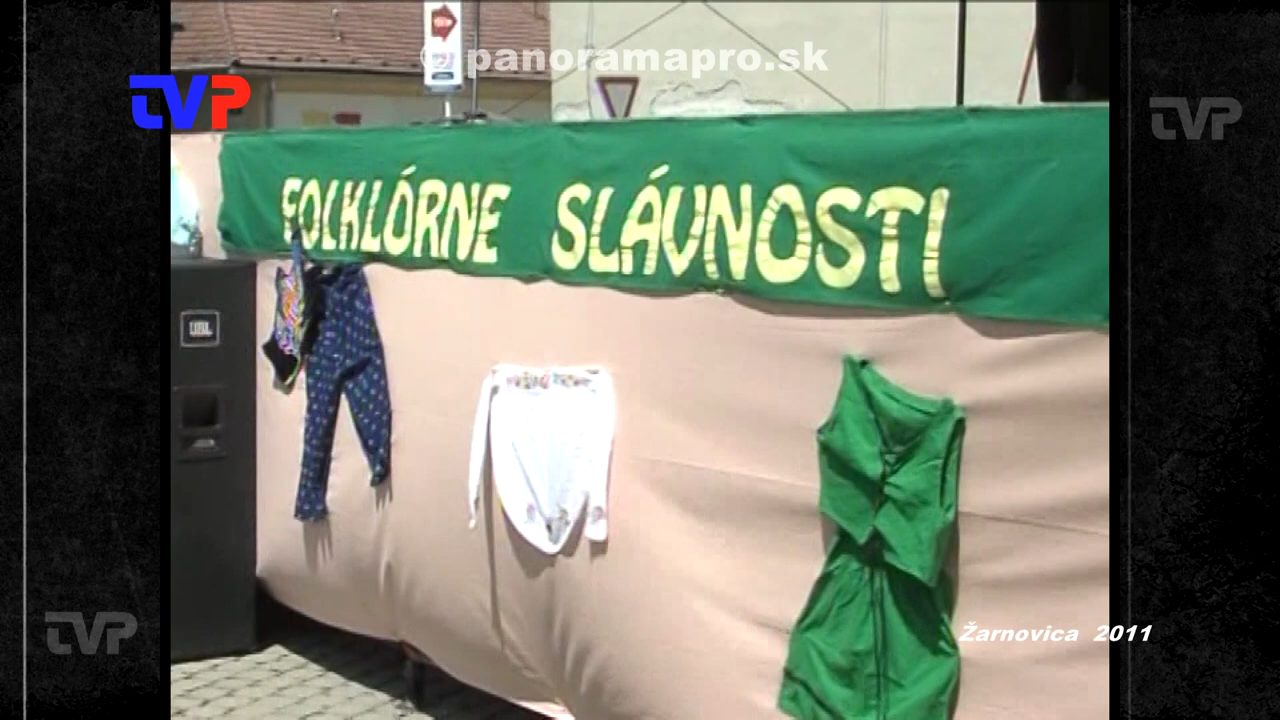 © panoramapro.sk
TVP
TVP
FOLKLÓRNE SLÁVNOSTI
JBL
TVP
Žarnovica 2011